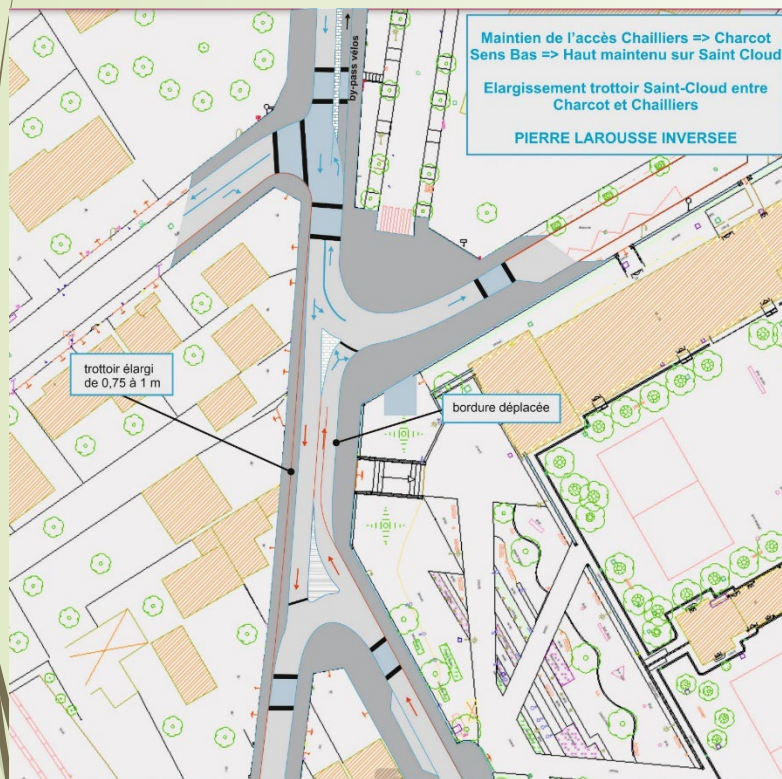 by-pass vélos
Maintien de l'accès Chailliers => Charcot
Sens Bas => Haut maintenu sur Saint Cloud
Elargissement trottoir Saint-Cloud entre
Charcot et Chailliers
PIERRE LAROUSSE INVERSEE
trottoir élargi
de 0,75 à 1 m
bordure déplacée